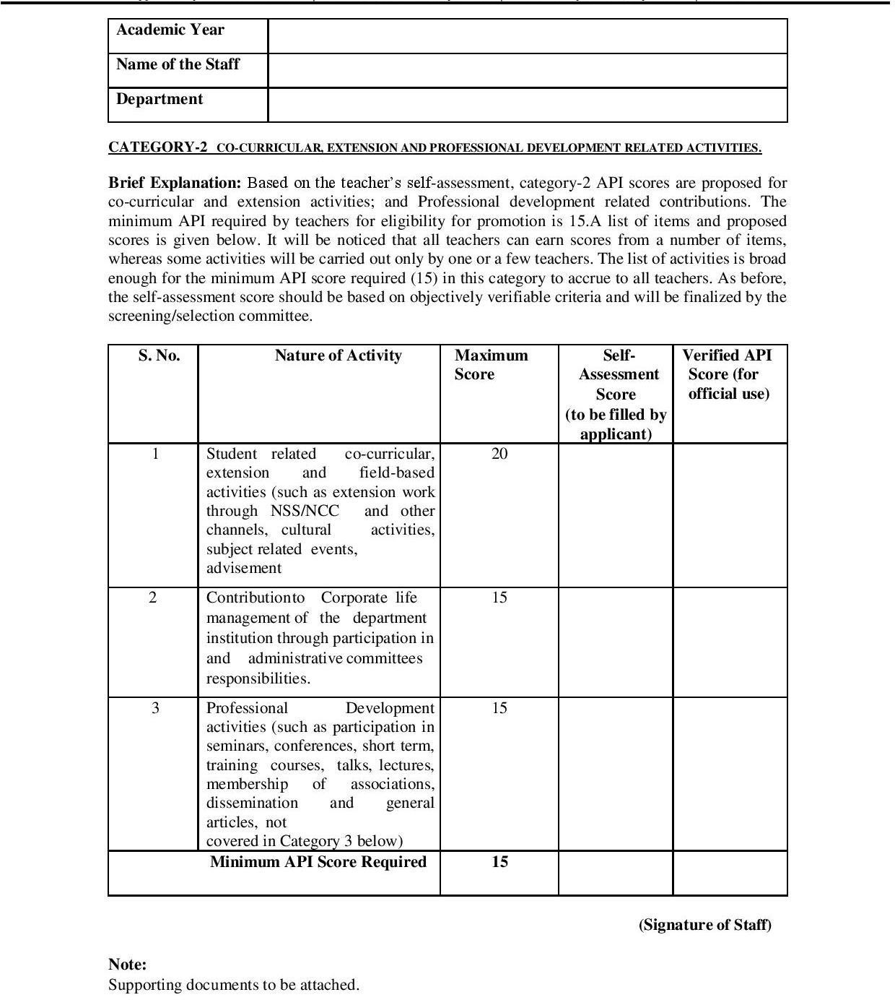 Academic Year
Name of the Staff
Department
CATEGORY-2 CO-CURRICULAR, EXTENSION AND PROFESSIONAL DEVELOPMENT RELATED ACTIVITIES.
Brief Explanation: Based on the teacher’s self-assessment, category-2 API scores are proposed for
co-curricular and extension activities; and Professional development related contributions. The
minimum API required by teachers for eligibility for promotion is 15.A list of items and proposed
scores is given below. It will be noticed that all teachers can earn scores from a number of items,
whereas some activities will be carried out only by one or a few teachers. The list of activities is broad
enough for the minimum API score required (15) in this category to accrue to all teachers. As before,
the self-assessment score should be based on objectively verifiable criteria and will be finalized by the
screening/selection committee.
S. No.
Nature of Activity
Maximum
Score
Self-
Assessment
Score
(to be filled by
applicant)
Verified API
Score (for
official use)
1
Student related co-curricular,
extension and field-based
activities (such as extension work
through NSS/NCC and other
channels, cultural activities,
subject related events,
advisement
20
2
Contributionto Corporate life
management of the department
institution through participation in
and administrative committees
responsibilities.
15
3
Professional Development
activities (such as participation in
seminars, conferences, short term,
training courses, talks, lectures,
membership of associations,
dissemination and general
articles, not
covered in Category 3 below)
15
Minimum API Score Required
15
(Signature of Staff)
Note:
Supporting documents to be attached.